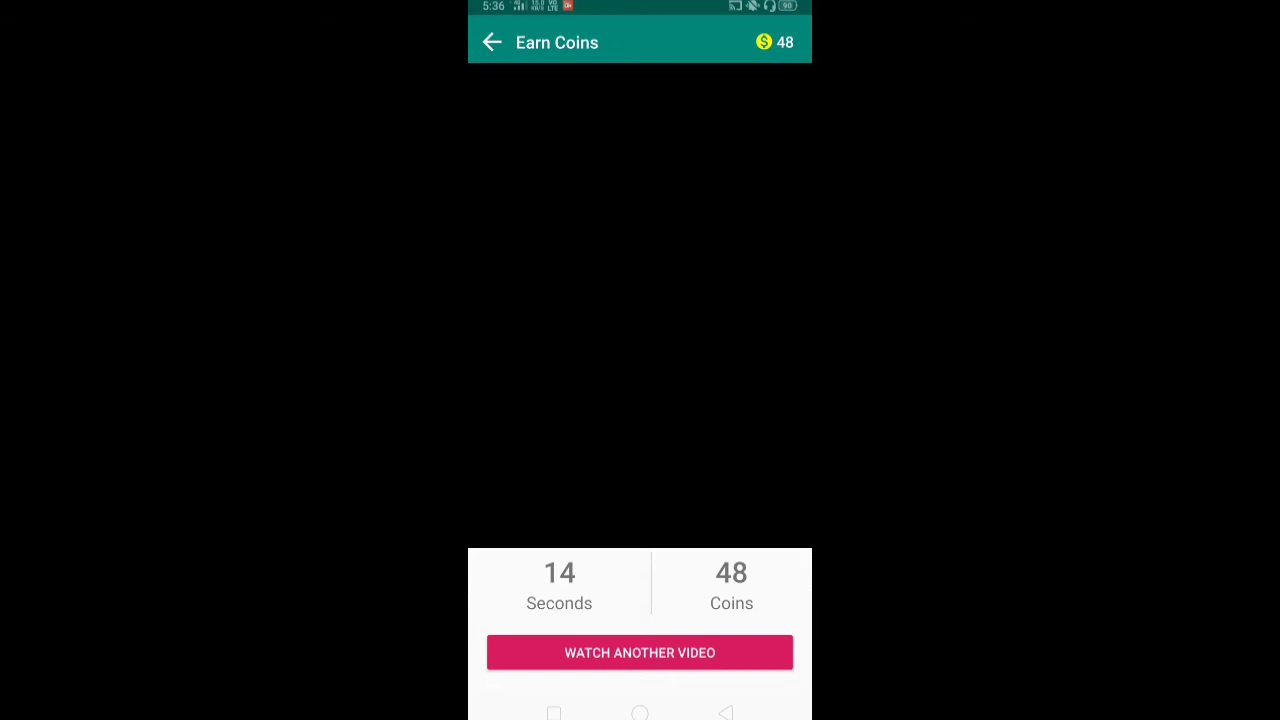 5:36
Earn Coins
48
14
48
Seconds
Coins
WATCH ANOTHER VIDEO